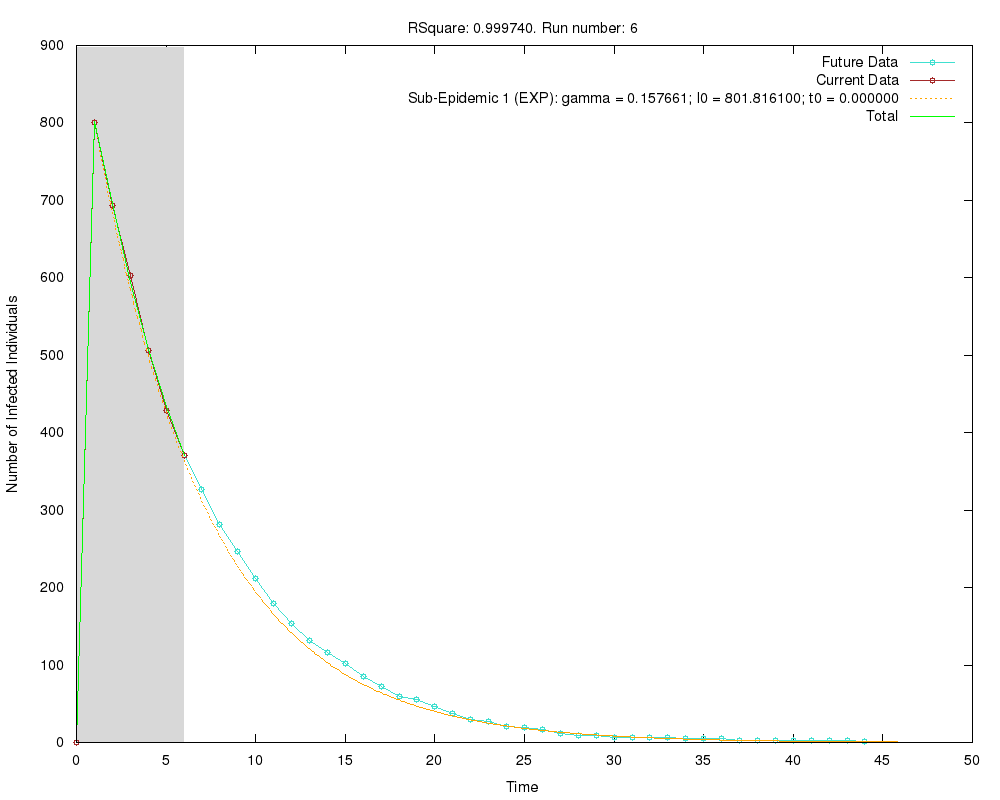 RSquare: 0.999740. Run number: 6
900
800
700
600
500
400
300
200
100
0
Future Data
Current Data
Sub-Epidemic 1 (EXP): gamma = 0.157661; I0 = 801.816100; t0 = 0.000000
Total
Number of Infected Individuals
0 5 10 15 20 25 30 35 40 45 50
Time